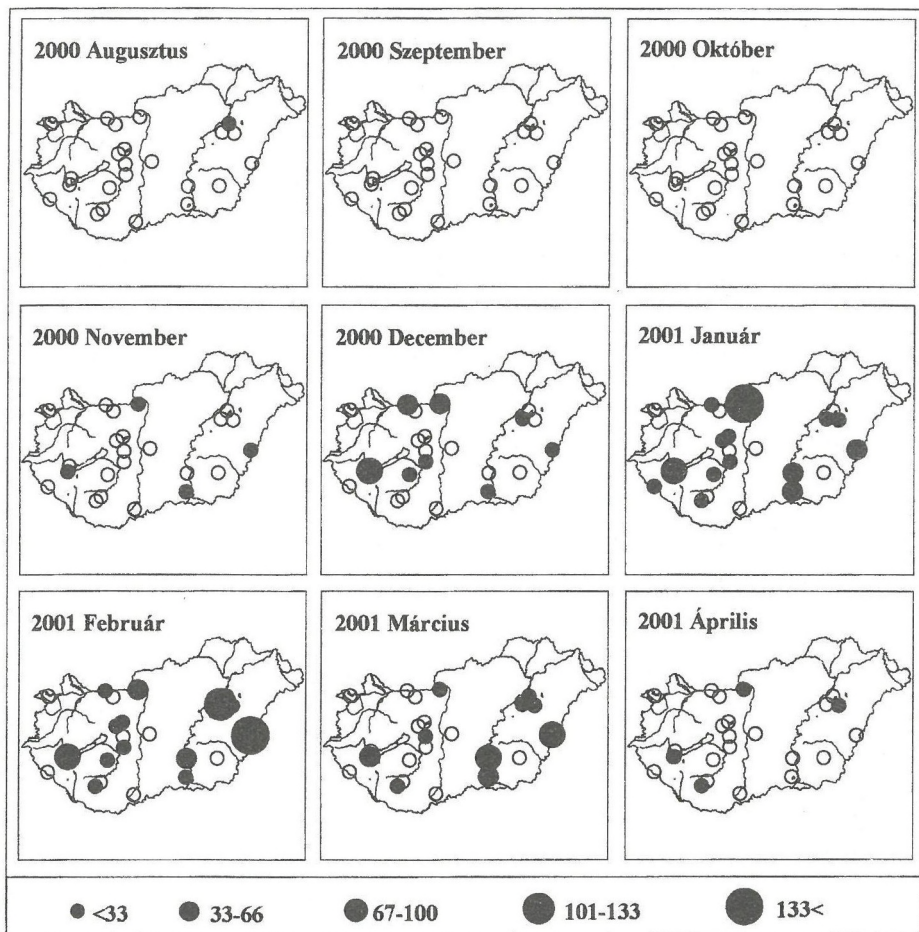 2000 Augusztus
2000 Szeptember
2000 Október
2000 November
2000 December
2001 Január
2001 Február
2001 Március
2001 Április
<33
33-66
67-100
101-133
133<